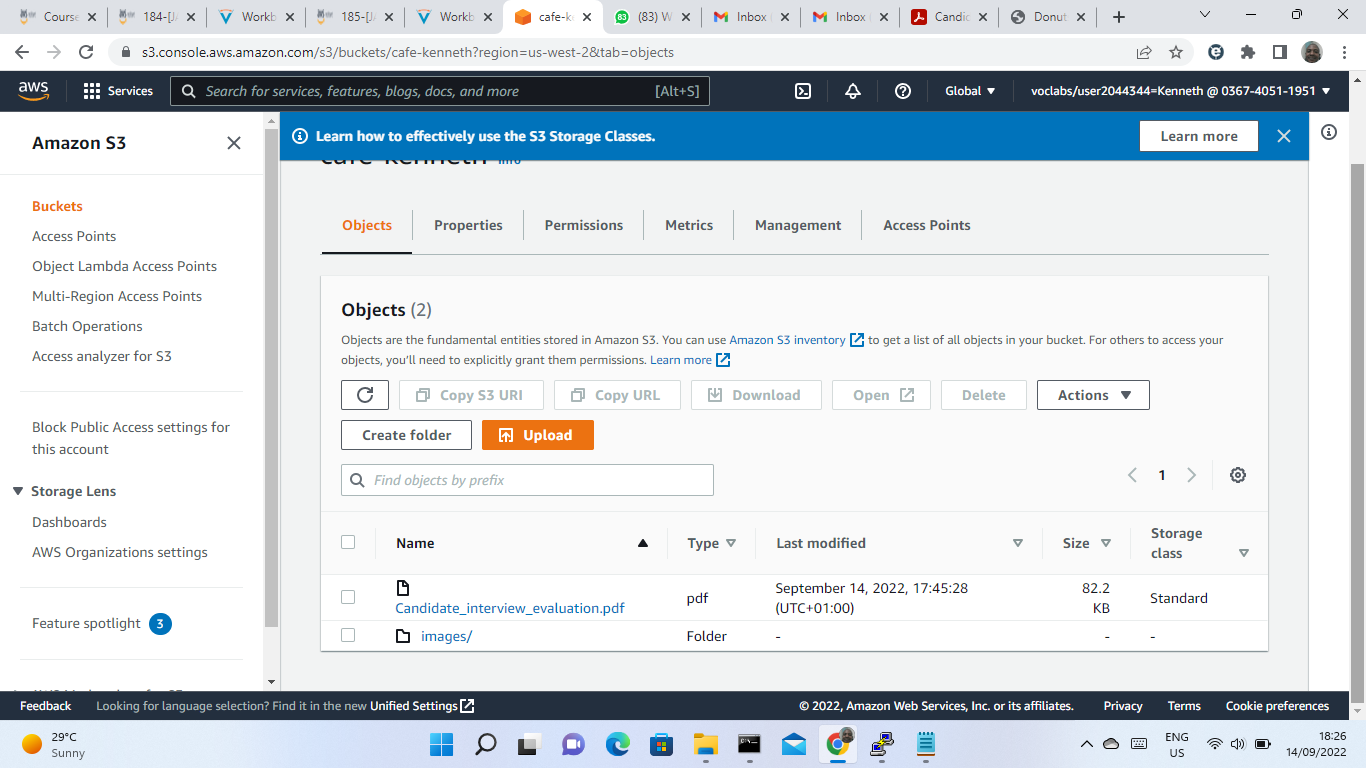 Course
184-[JA
Workb
185-[JA
Workb
cafe-ke
(83) W
Inbox
Inbox
Candic
Donut
s3.console.aws.amazon.com/s3/buckets/cafe-kenneth?region=us-west-2&tab=objects
aws
Services
Search for services, features, blogs, docs, and more
[Alt+S]
Global
voclabs/user2044344=Kenneth @ 0367-4051-1951
Amazon S3
Buckets
Access Points
Object Lambda Access Points
Multi-Region Access Points
Batch Operations
Access analyzer for S3
Block Public Access settings for
this account
Storage Lens
Dashboards
AWS Organizations settings
Feature spotlight 3
Learn how to effectively use the S3 Storage Classes.
Learn more
cafe-kenneth Info
Objects
Properties
Permissions
Metrics
Management
Access Points
Objects (2)
Objects are the fundamental entities stored in Amazon S3. You can use Amazon S3 inventory to get a list of all objects in your bucket. For others to access your
objects, you'll need to explicitly grant them permissions. Learn more
Copy S3 URI
Copy URL
Download
Open
Delete
Actions
Create folder
Upload
Find objects by prefix
1
Name
Type
Last modified
Size
Storage
class
Candidate_interview_evaluation.pdf
pdf
September 14, 2022, 17:45:28
(UTC+01:00)
82.2
KB
Standard
images/
Folder
-
-
-
Feedback
Looking for language selection? Find it in the new Unified Settings
© 2022, Amazon Web Services, Inc. or its affiliates.
Privacy
Terms
Cookie preferences
29°C
Sunny
ENG
US
18:26
14/09/2022